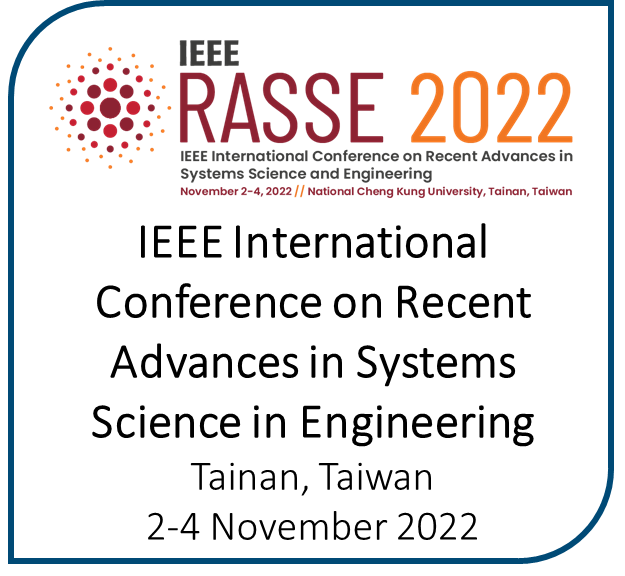 IEEE
RASSE 2022
IEEE International Conference on Recent Advances in
Systems Science and Engineering
November 2-4, 2022 // National Cheng Kung University, Tainan, Taiwan
IEEE International
Conference on Recent
Advances in Systems
Science in Engineering
Tainan, Taiwan
2-4 November 2022